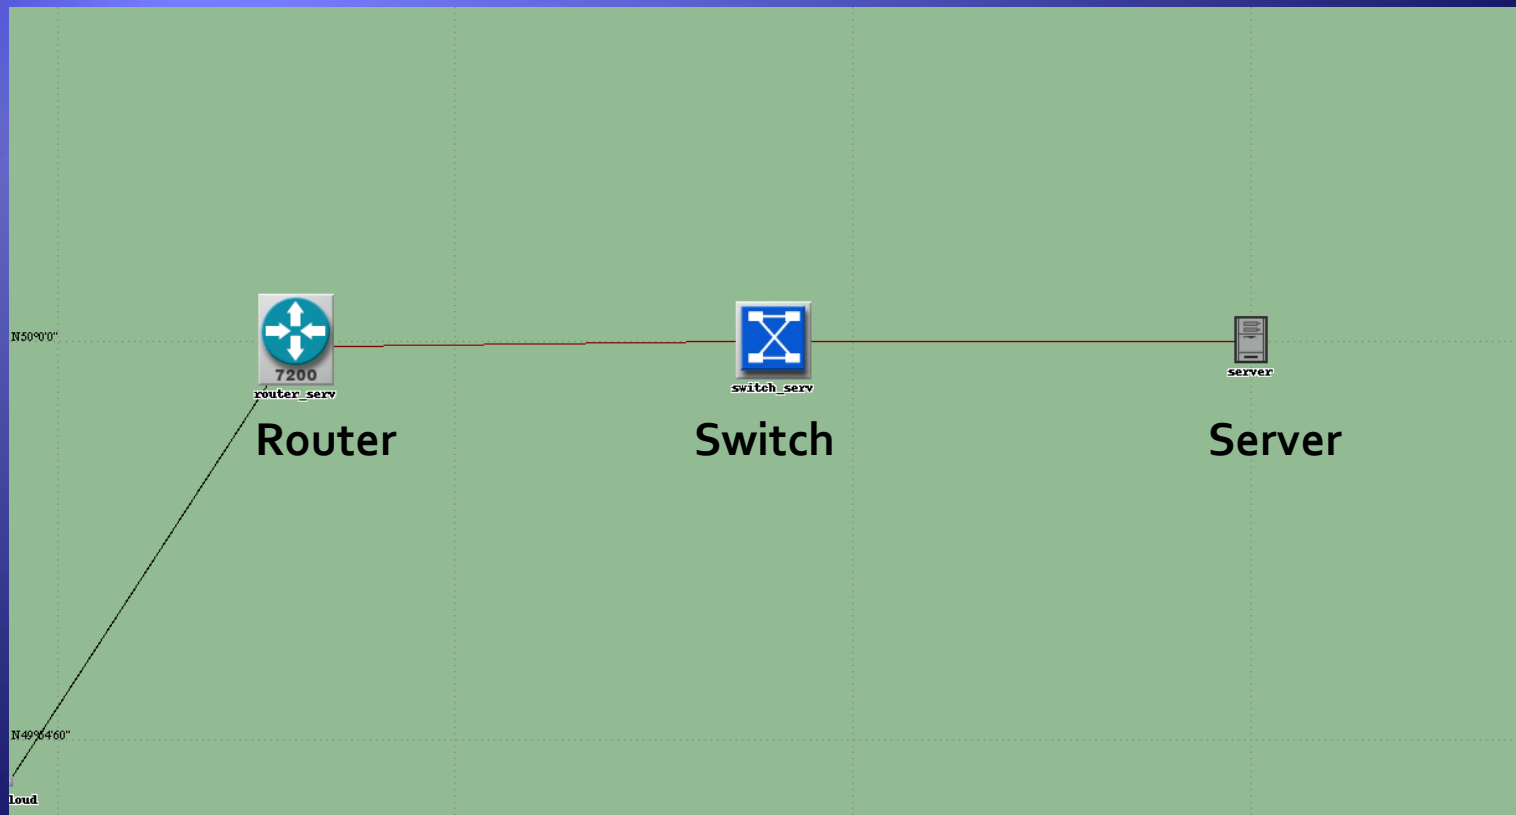 N50°0'0"
7200
router_serv
switch_serv
server
Router
Switch
Server
N49°54'60"
loud